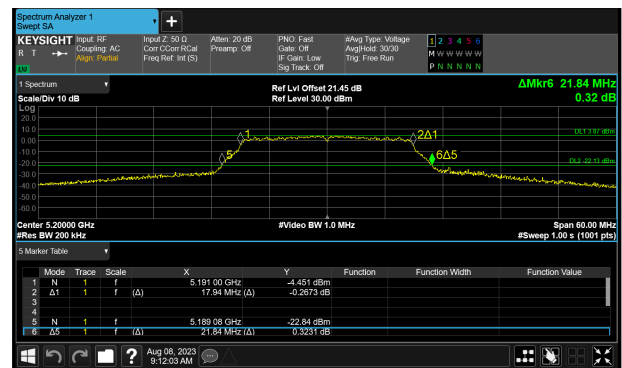 Spectrum Analyzer 1
Swept SA
+
KEYSIGHT Input: RF Input Z: 50 Ω Atten: 20 dB PNO: Fast #Avg Type: Voltage 1 2 3 4 5 6
R T Coupling: AC Corr CCorr RCal Preamp: Off Gate: Off Avg|Hold: 30/30 M W W W W W
Align: Partial Freq Ref: Int (S) IF Gain: Low Trig: Free Run
Sig Track: Off P N N N N N
LXI
1 Spectrum Ref Lvl Offset 21.45 dB ΔMkr6 21.84 MHz
Scale/Div 10 dB Ref Level 30.00 dBm 0.32 dB
Log
20.0
10.0 1 2Δ1 DL1 3.87 dBm
0.00
-10.0 5 6Δ5 DL2 -22.13 dBm
-20.0
-30.0
-40.0
-50.0
-60.0
Center 5.20000 GHz #Video BW 1.0 MHz Span 60.00 MHz
#Res BW 200 kHz #Sweep 1.00 s (1001 pts)
5 Marker Table
Mode Trace Scale X Y Function Function Width Function Value
1 N 1 f 5.191 00 GHz -4.451 dBm
2 Δ1 1 f (Δ) 17.94 MHz (Δ) -0.2673 dB
3
4
5 N 1 f 5.189 08 GHz -22.84 dBm
6 Δ5 1 f (Δ) 21.84 MHz (Δ) 0.3231 dB
? Aug 08, 2023
9:12:03 AM